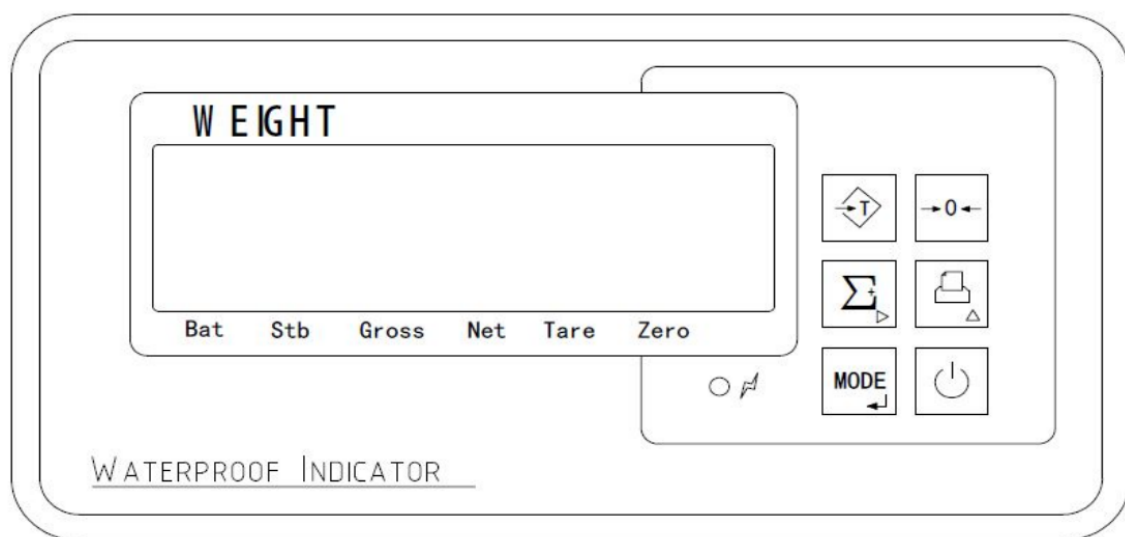 WEIGHT
T
→0←
Σ+
Bat Stb Gross Net Tare Zero
MODE
WATERPROOF INDICATOR